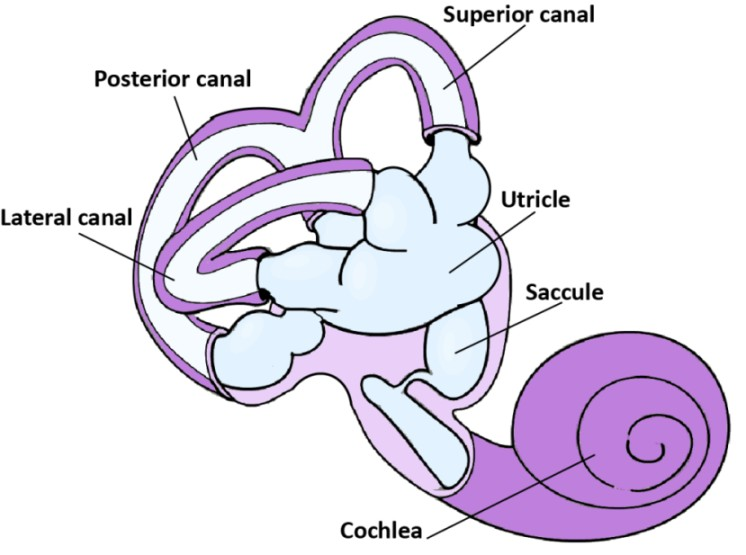 Superior canal
Posterior canal
Utricle
Lateral canal
Saccule
Cochlea